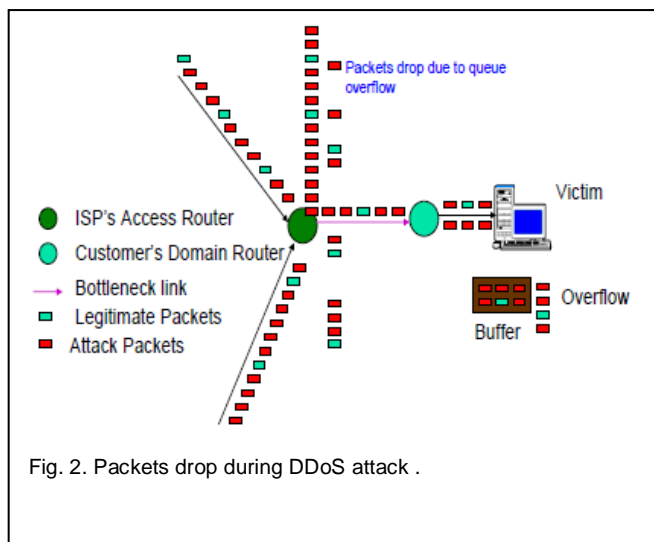 Packets drop due to queue
overflow
Victim
ISP's Access Router
Customer's Domain Router
Bottleneck link
Legitimate Packets
Attack Packets
Overflow
Buffer
Fig. 2. Packets drop during DDoS attack .